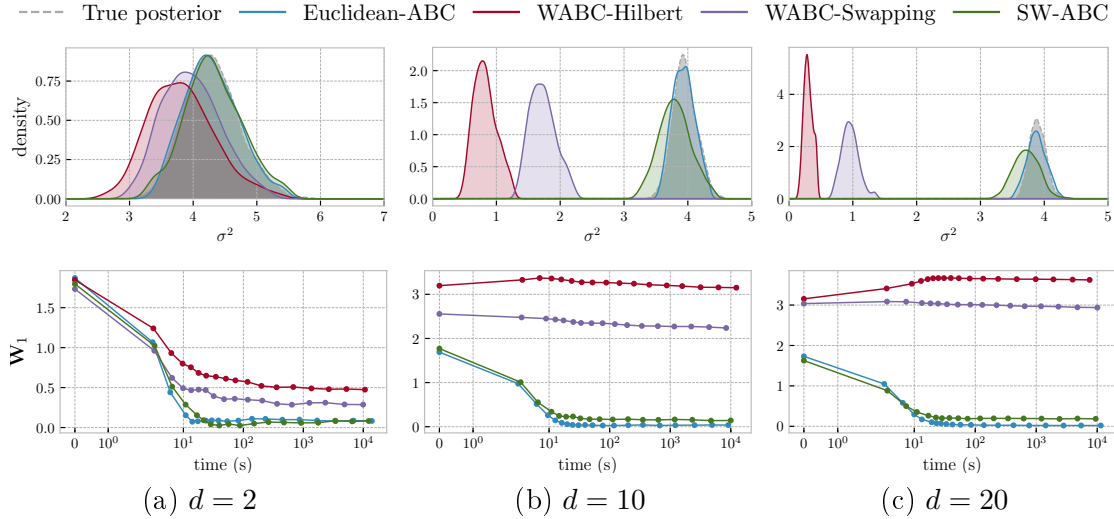 True posterior Euclidean-ABC WABC-Hilbert WABC-Swapping SW-ABC
density
0.75
0.50
0.25
0.00
2 3 4 5 6 7
σ²
2.0
1.5
1.0
0.5
0.0
0 1 2 3 4 5
σ²
4
2
0
0 1 2 3 4 5
σ²
W₁
1.5
1.0
0.5
0.0
0 10⁰ 10¹ 10² 10³ 10⁴
time (s)
3
2
1
0
0 10⁰ 10¹ 10² 10³ 10⁴
time (s)
3
2
1
0
0 10⁰ 10¹ 10² 10³ 10⁴
time (s)
(a) d = 2
(b) d = 10
(c) d = 20